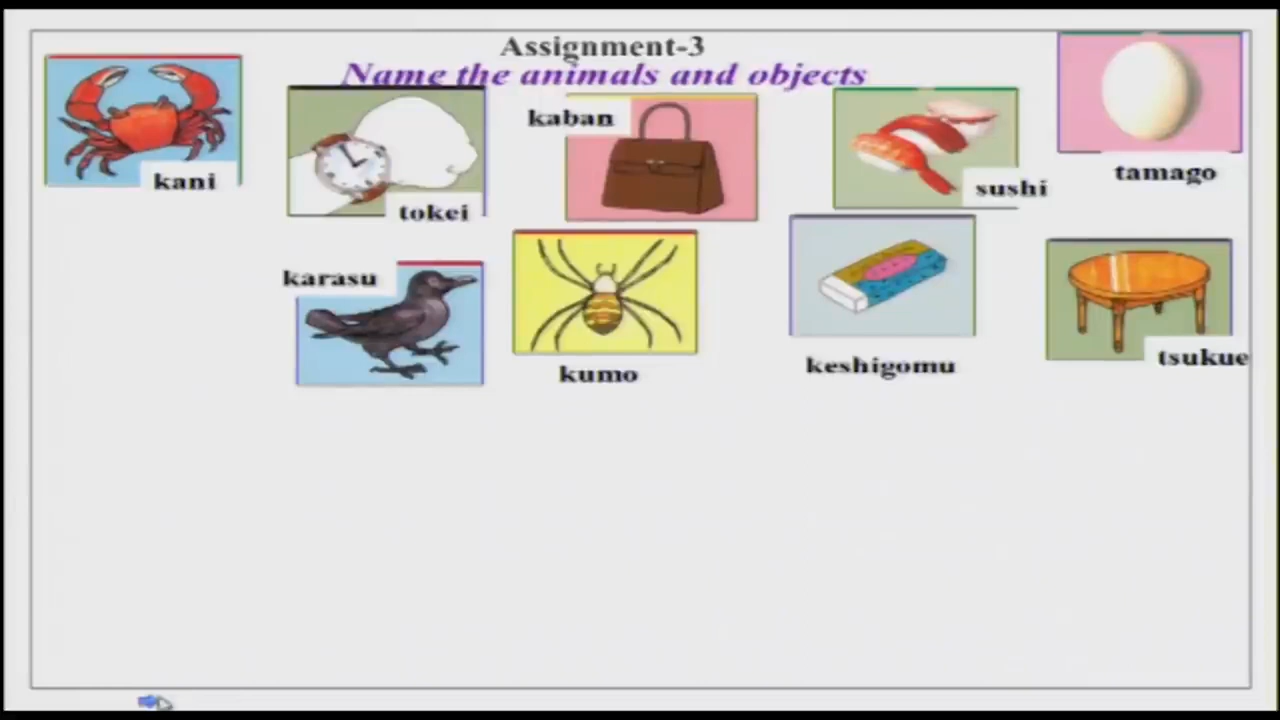 Assignment-3
Name the animals and objects
kani
tokei
kaban
sushi
tamago
karasu
kumo
keshigomu
tsukue